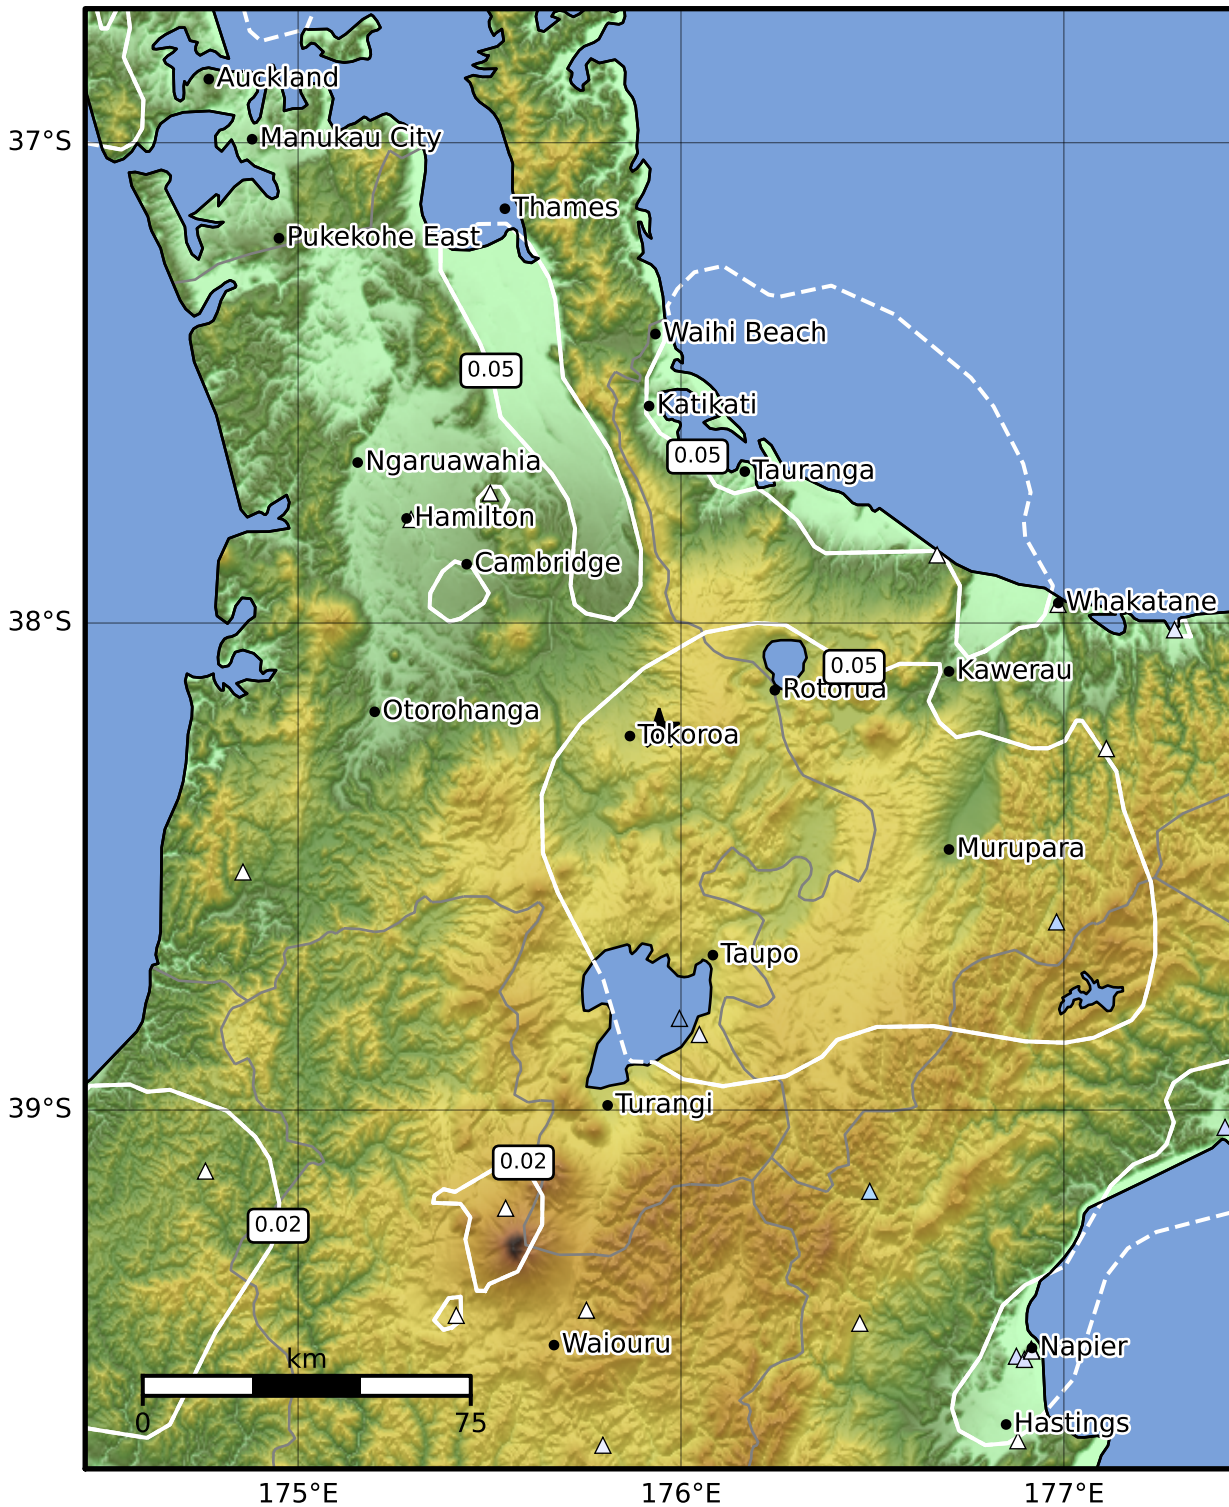 Auckland
Manukau City
37°S
Thames
Pukekohe East
Waihi Beach
0.05
Katikati
0.05
Ngaruawahia
Tauranga
Hamilton
Cambridge
Whakatane
38°S
0.05
Kawerau
Rotorua
Otorohanga
Tokoroa
Murupara
Taupo
Turangi
39°S
0.02
0.02
Waiouru
Napier
km
0
75
Hastings
175°E
176°E
177°E